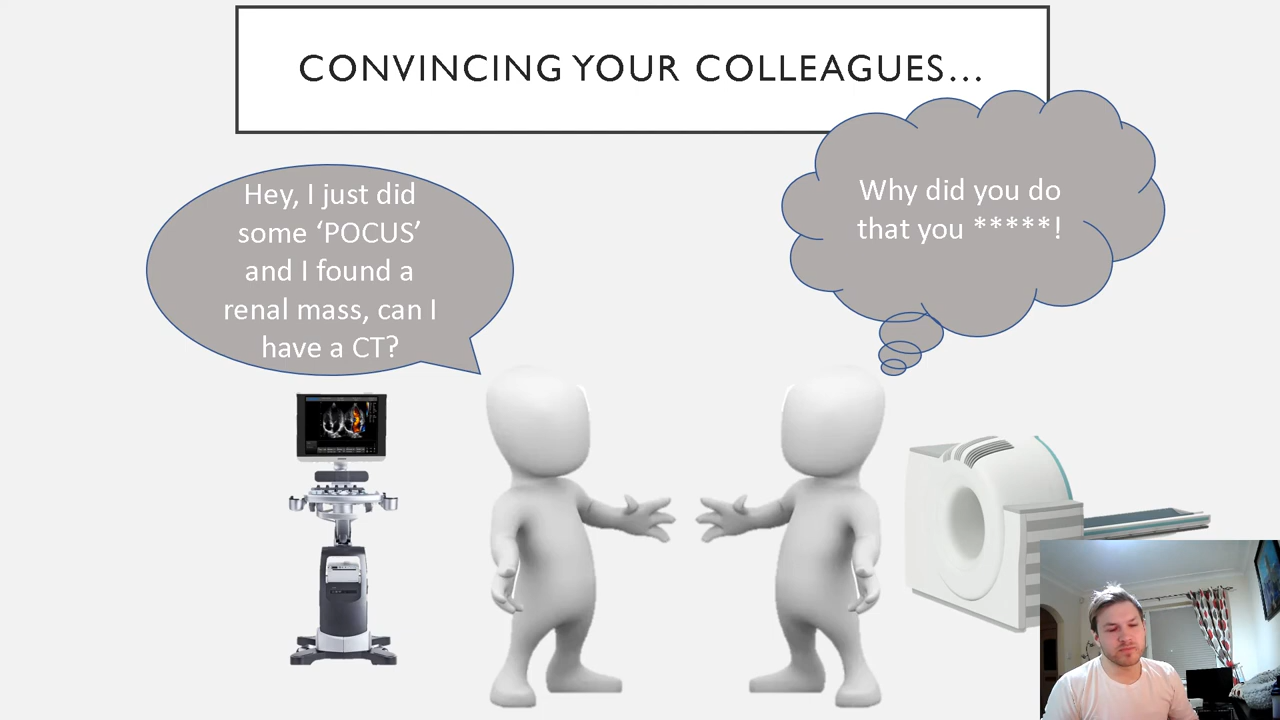 CONVINCING YOUR COLLEAGUES...
Hey, I just did
some ‘POCUS’
and I found a
renal mass, can I
have a CT?
Why did you do
that you *****!